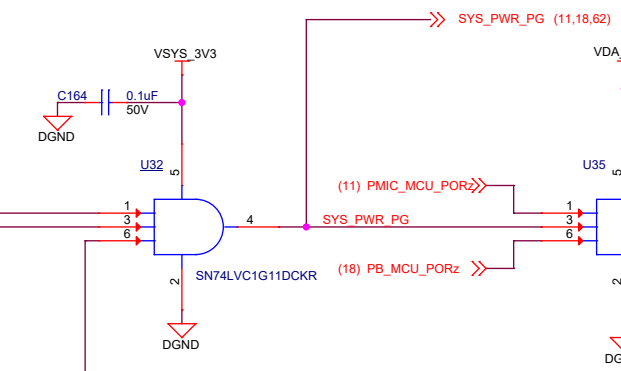 SYS_PWR_PG (11,18,62)
VSYS_3V3
VDA_
C164
0.1uF
50V
DGND
U32
5
U35
5
(11) PMIC_MCU_PORz
1
3
6
4
SYS_PWR_PG
1
3
6
(18) PB_MCU_PORz
2
SN74LVC1G11DCKR
2
DGND
DG